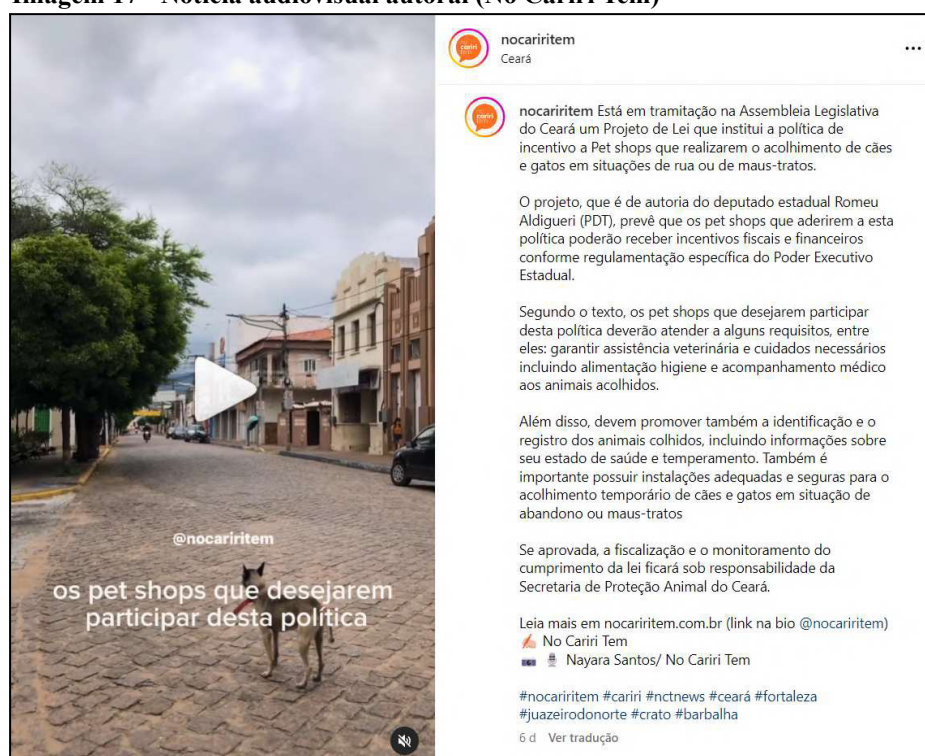 Imagem 17 - Notícia audiovisual autoral (No Cariri Tem)
@nocariritem
os pet shops que desejarem
participar desta política
nocariritem
Ceará
nocariritem Está em tramitação na Assembleia Legislativa
do Ceará um Projeto de Lei que institui a política de
incentivo a Pet shops que realizarem o acolhimento de cães
e gatos em situações de rua ou de maus-tratos.
O projeto, que é de autoria do deputado estadual Romeu
Aldigueri (PDT), prevê que os pet shops que aderirem a esta
política poderão receber incentivos fiscais e financeiros
conforme regulamentação específica do Poder Executivo
Estadual.
Segundo o texto, os pet shops que desejarem participar
desta política deverão atender a alguns requisitos, entre
eles: garantir assistência veterinária e cuidados necessários
incluindo alimentação higiene e acompanhamento médico
aos animais acolhidos.
Além disso, devem promover também a identificação e o
registro dos animais colhidos, incluindo informações sobre
seu estado de saúde e temperamento. Também é
importante possuir instalações adequadas e seguras para o
acolhimento temporário de cães e gatos em situação de
abandono ou maus-tratos
Se aprovada, a fiscalização e o monitoramento do
cumprimento da lei ficará sob responsabilidade da
Secretaria de Proteção Animal do Ceará.
Leia mais em nocariritem.com.br (link na bio @nocariritem)
No Cariri Tem
Nayara Santos/ No Cariri Tem
#nocariritem #cariri #nctnews #ceará #fortaleza
#juazeirodonorte #crato #barbalha
6 d Ver tradução